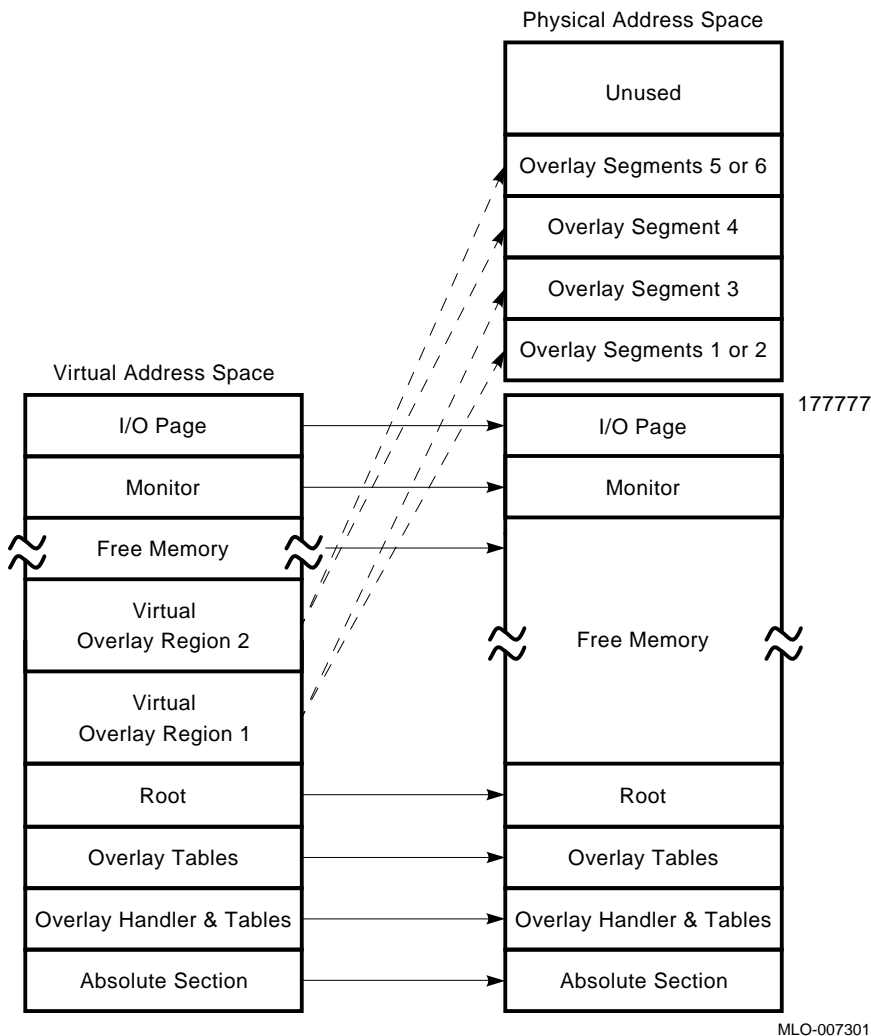 Physical Address Space
Unused
Overlay Segments 5 or 6
Overlay Segment 4
Overlay Segment 3
Overlay Segments 1 or 2
Virtual Address Space
I/O Page
Monitor
Free Memory
Virtual
Overlay Region 2
Virtual
Overlay Region 1
Root
Overlay Tables
Overlay Handler & Tables
Absolute Section
177777
I/O Page
Monitor
Free Memory
Root
Overlay Tables
Overlay Handler & Tables
Absolute Section
MLO-007301